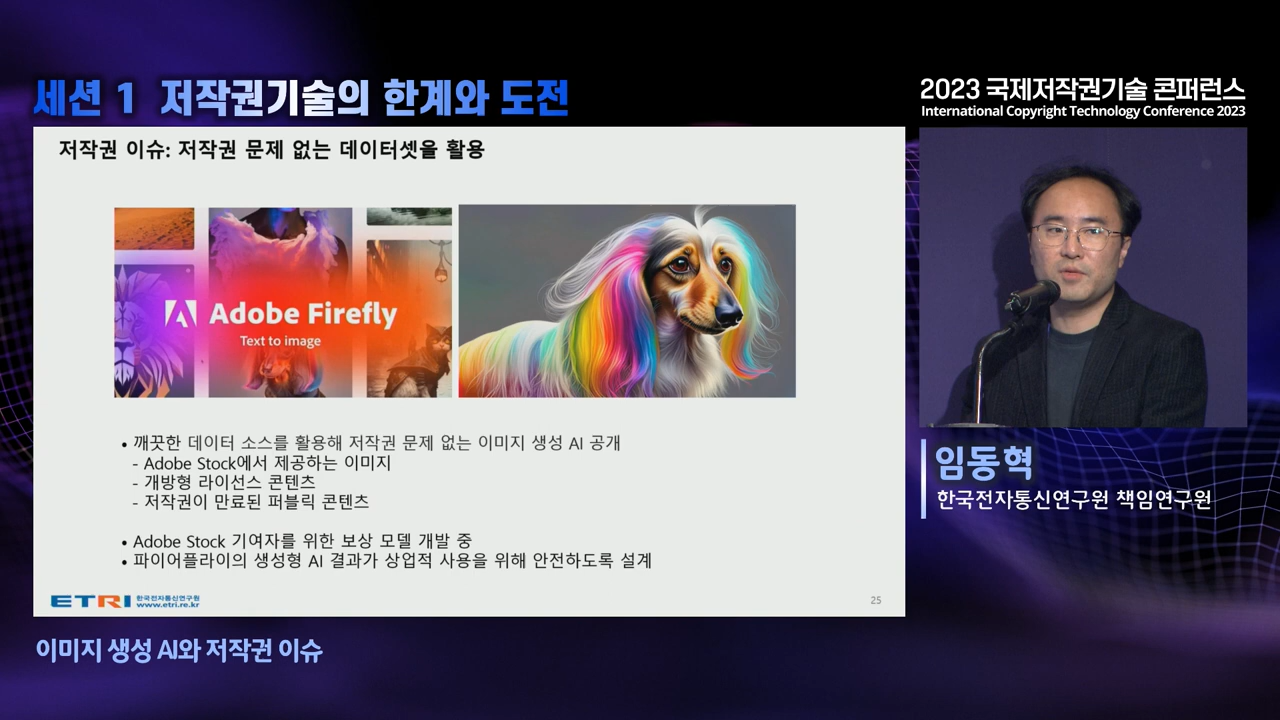 세션 1 저작권기술의 한계와 도전
2023 국제저작권기술 콘퍼런스
International Copyright Technology Conference 2023
저작권 이슈: 저작권 문제 없는 데이터셋을 활용
Adobe Firefly
Text to image
• 깨끗한 데이터 소스를 활용해 저작권 문제 없는 이미지 생성 AI 공개
- Adobe Stock에서 제공하는 이미지
- 개방형 라이선스 콘텐츠
- 저작권이 만료된 퍼블릭 콘텐츠
• Adobe Stock 기여자를 위한 보상 모델 개발 중
• 파이어플라이의 생성형 AI 결과가 상업적 사용을 위해 안전하도록 설계
ETRI 한국전자통신연구원
www.etri.re.kr
25
임동혁
한국전자통신연구원 책임연구원
이미지 생성 AI와 저작권 이슈